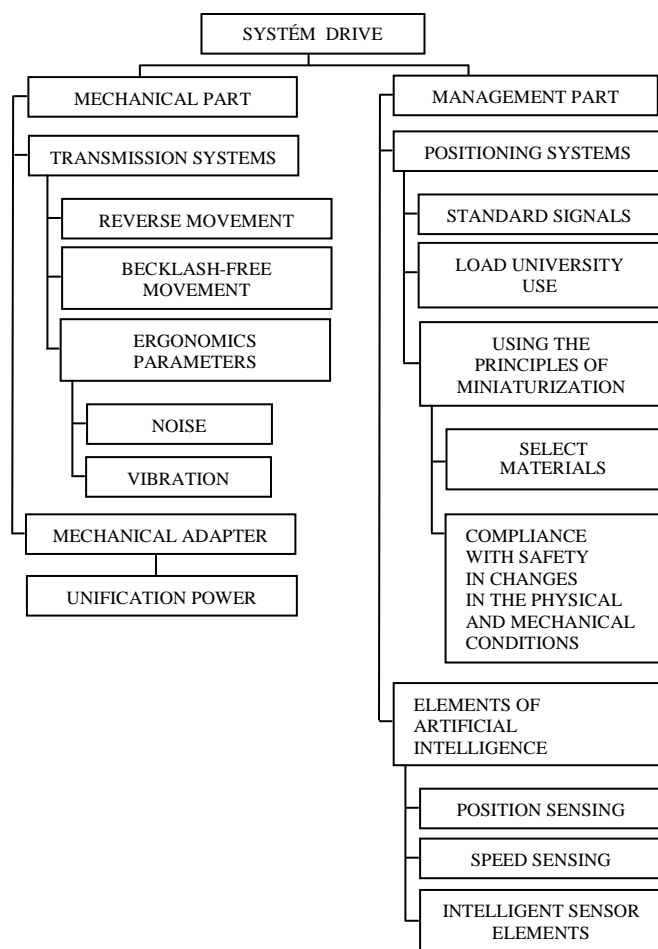 SYSTÉM DRIVE
MECHANICAL PART
TRANSMISSION SYSTEMS
REVERSE MOVEMENT
BECKLASH-FREE
MOVEMENT
ERGONOMICS
PARAMETERS
NOISE
VIBRATION
MECHANICAL ADAPTER
UNIFICATION POWER
MANAGEMENT PART
POSITIONING SYSTEMS
STANDARD SIGNALS
LOAD UNIVERSITY
USE
USING THE
PRINCIPLES OF
MINIATURIZATION
SELECT
MATERIALS
COMPLIANCE
WITH SAFETY
IN CHANGES
IN THE PHYSICAL
AND MECHANICAL
CONDITIONS
ELEMENTS OF
ARTIFICIAL
INTELLIGENCE
POSITION SENSING
SPEED SENSING
INTELLIGENT SENSOR
ELEMENTS